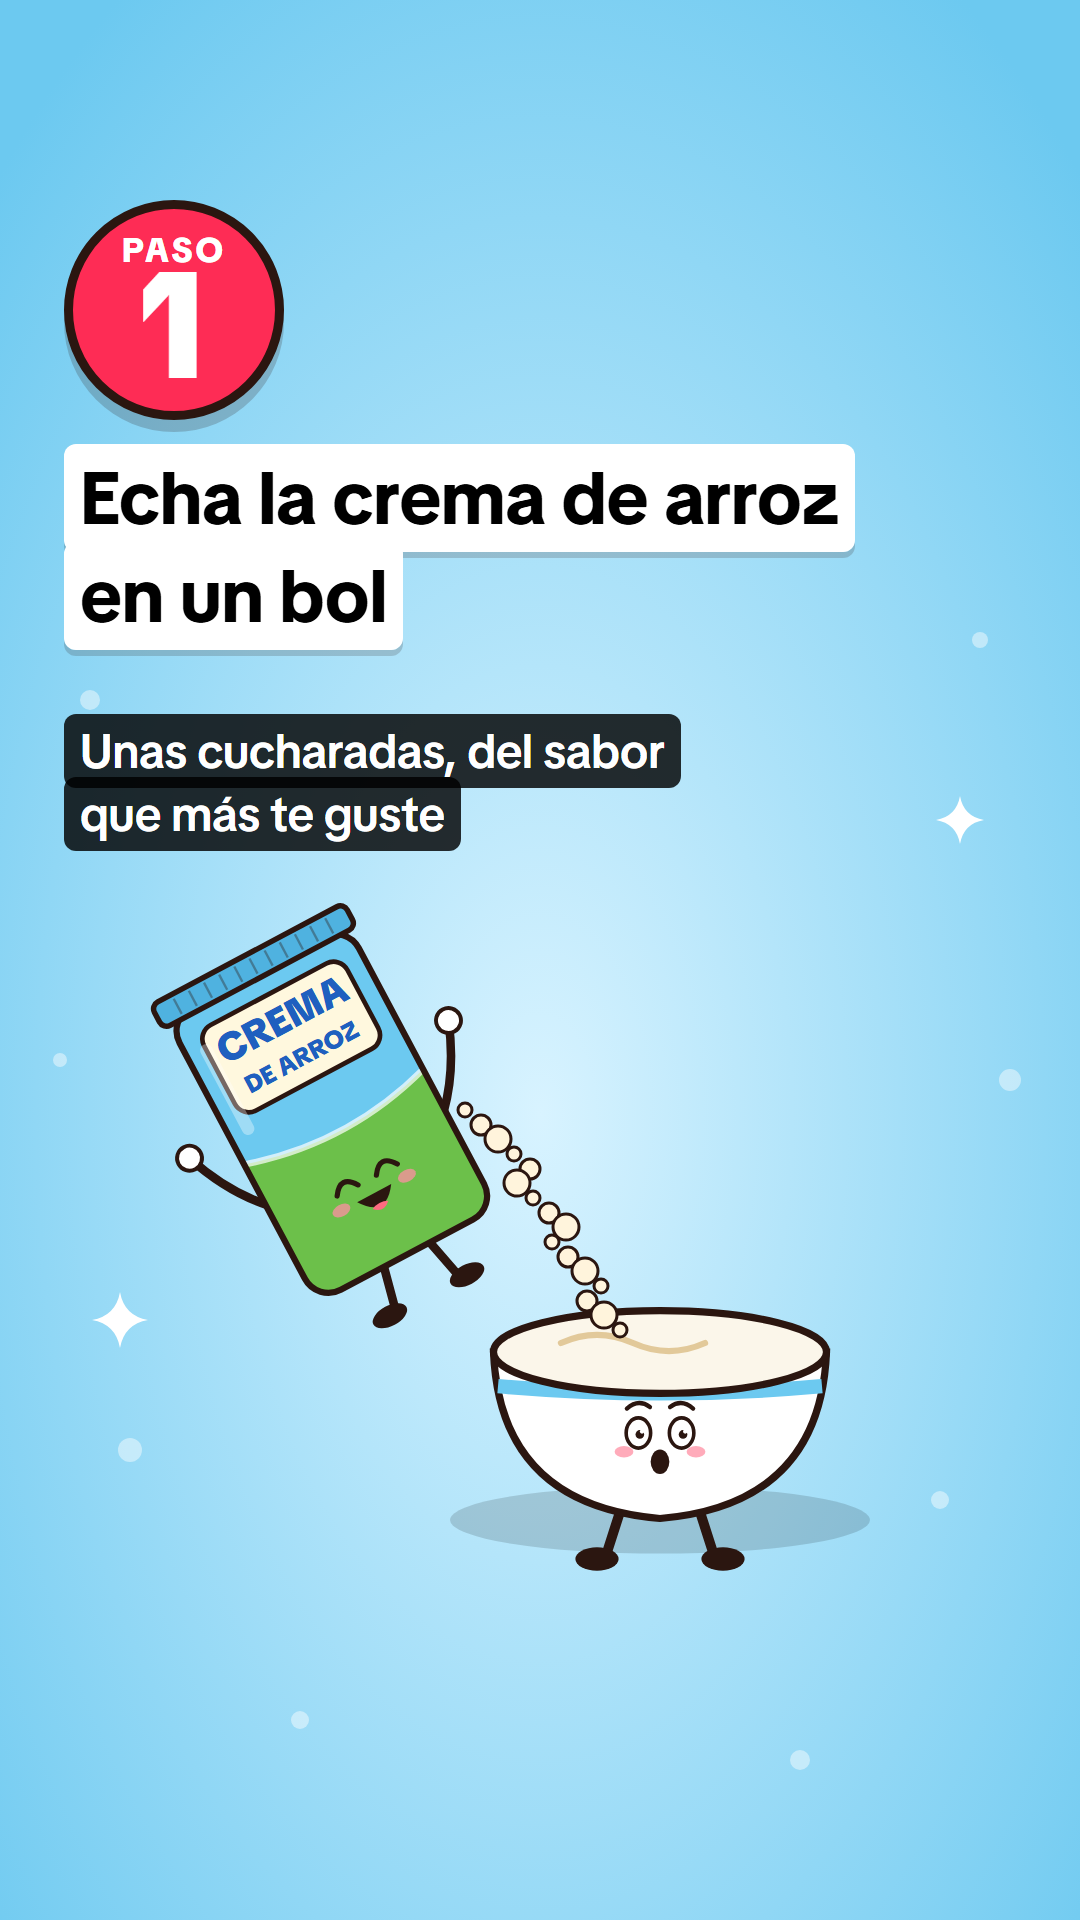 PASO
1
Echa la crema de arroz
en un bol
Unas cucharadas, del sabor
que más te guste
CREMA
DE ARROZ